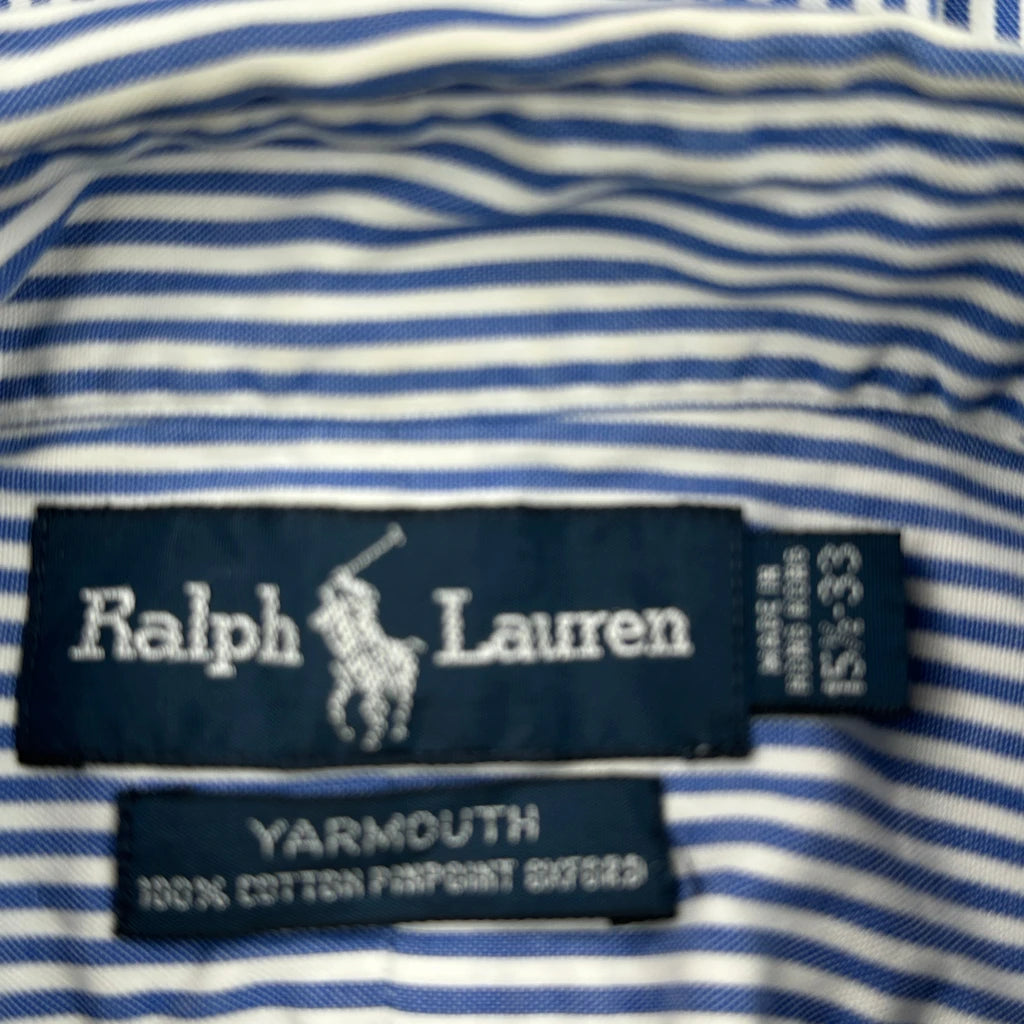 Ralph Lauren
MADE IN
HONG KONG
15½-33
YARMOUTH
100% COTTON PINPOINT OXFORD